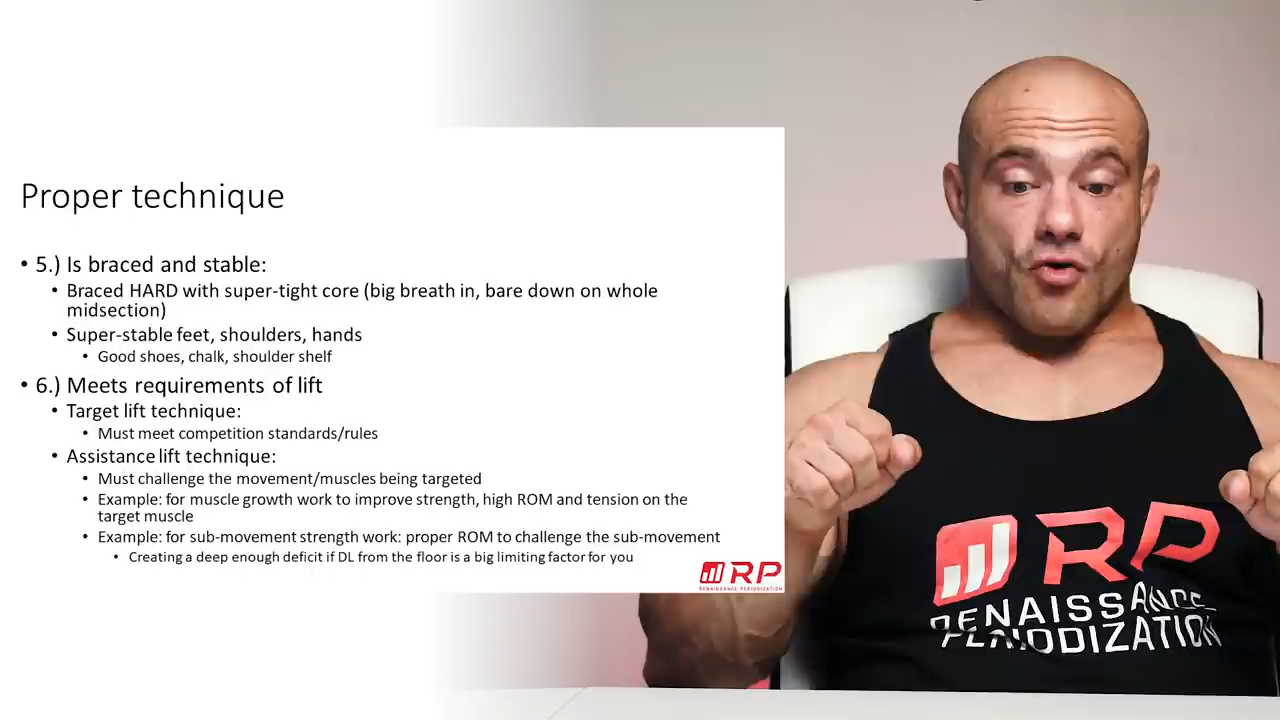 Proper technique
• 5.) Is braced and stable:
• Braced HARD with super-tight core (big breath in, bare down on whole
midsection)
• Super-stable feet, shoulders, hands
• Good shoes, chalk, shoulder shelf
• 6.) Meets requirements of lift
• Target lift technique:
• Must meet competition standards/rules
• Assistance lift technique:
• Must challenge the movement/muscles being targeted
• Example: for muscle growth work to improve strength, high ROM and tension on the
target muscle
• Example: for sub-movement strength work: proper ROM to challenge the sub-movement
• Creating a deep enough deficit if DL from the floor is a big limiting factor for you
RP
RENAISSANCE PERIODIZATION
RP
RENAISSANCE
PERIODIZATION